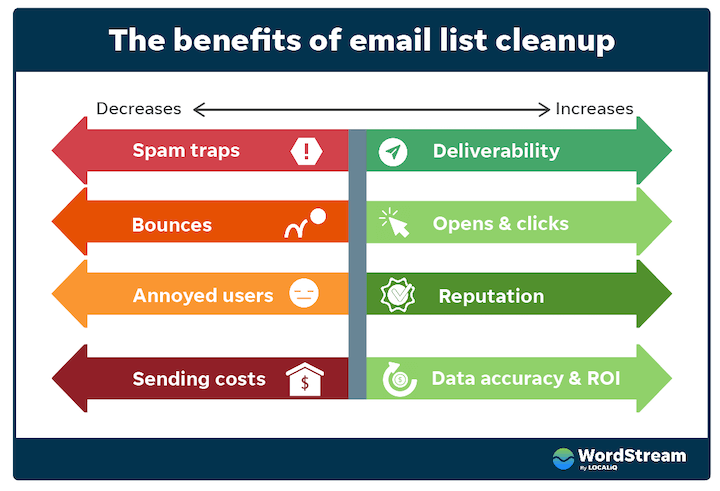 The benefits of email list cleanup
Decreases Increases
Spam traps
Deliverability
Bounces
Opens & clicks
Annoyed users
Reputation
Sending costs
$
Data accuracy & ROI
$
WordStream
By LOCALiQ